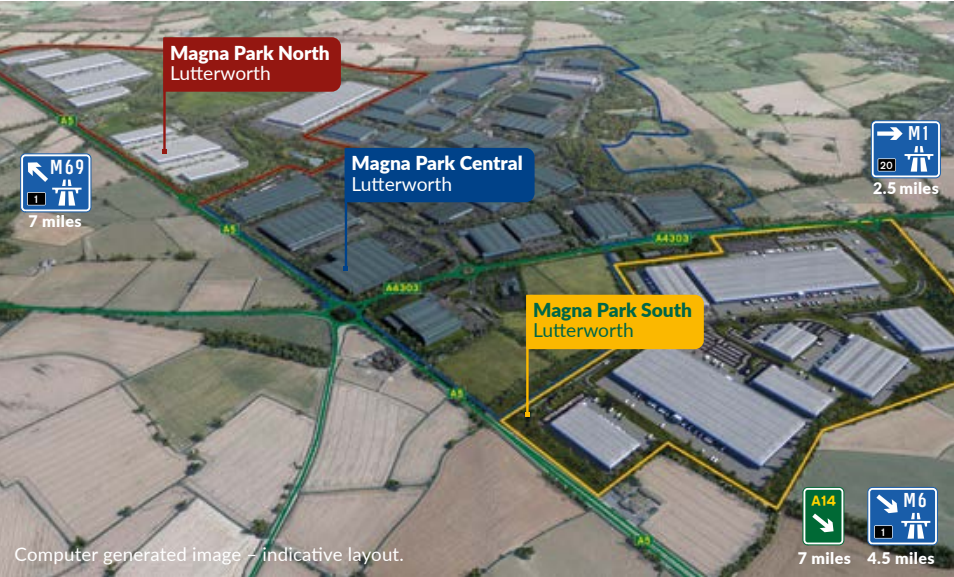 Magna Park North
Lutterworth
A5
M69
1
7 miles
Magna Park Central
Lutterworth
M1
20
2.5 miles
A5
A4303
A4303
Magna Park South
Lutterworth
A5
A14
7 miles
M6
1
4.5 miles
A5
Computer generated image – indicative layout.